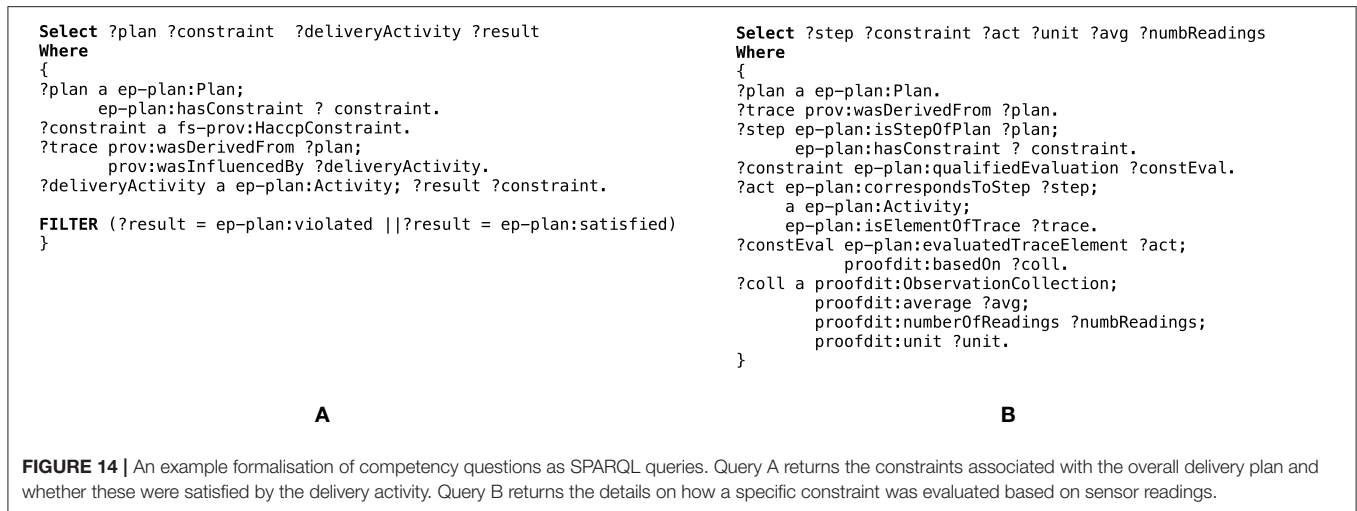 Select ?plan ?constraint  ?deliveryActivity ?result
Where
{
?plan a ep-plan:Plan;
ep-plan:hasConstraint ? constraint.
?constraint a fs-prov:HaccpConstraint.
?trace prov:wasDerivedFrom ?plan;
prov:wasInfluencedBy ?deliveryActivity.
?deliveryActivity a ep-plan:Activity; ?result ?constraint.
FILTER (?result = ep-plan:violated ||?result = ep-plan:satisfied)
}
A
Select ?step ?constraint ?act ?unit ?avg ?numbReadings
Where
{
?plan a ep-plan:Plan.
?trace prov:wasDerivedFrom ?plan.
?step ep-plan:isStepOfPlan ?plan;
ep-plan:hasConstraint ? constraint.
?constraint ep-plan:qualifiedEvaluation ?constEval.
?act ep-plan:correspondsToStep ?step;
a ep-plan:Activity;
ep-plan:isElementOfTrace ?trace.
?constEval ep-plan:evaluatedTraceElement ?act;
proofdit:basedOn ?coll.
?coll a proofdit:ObservationCollection;
proofdit:average ?avg;
proofdit:numberOfReadings ?numbReadings;
proofdit:unit ?unit.
}
B
FIGURE 14 | An example formalisation of competency questions as SPARQL queries. Query A returns the constraints associated with the overall delivery plan and
whether these were satisfied by the delivery activity. Query B returns the details on how a specific constraint was evaluated based on sensor readings.